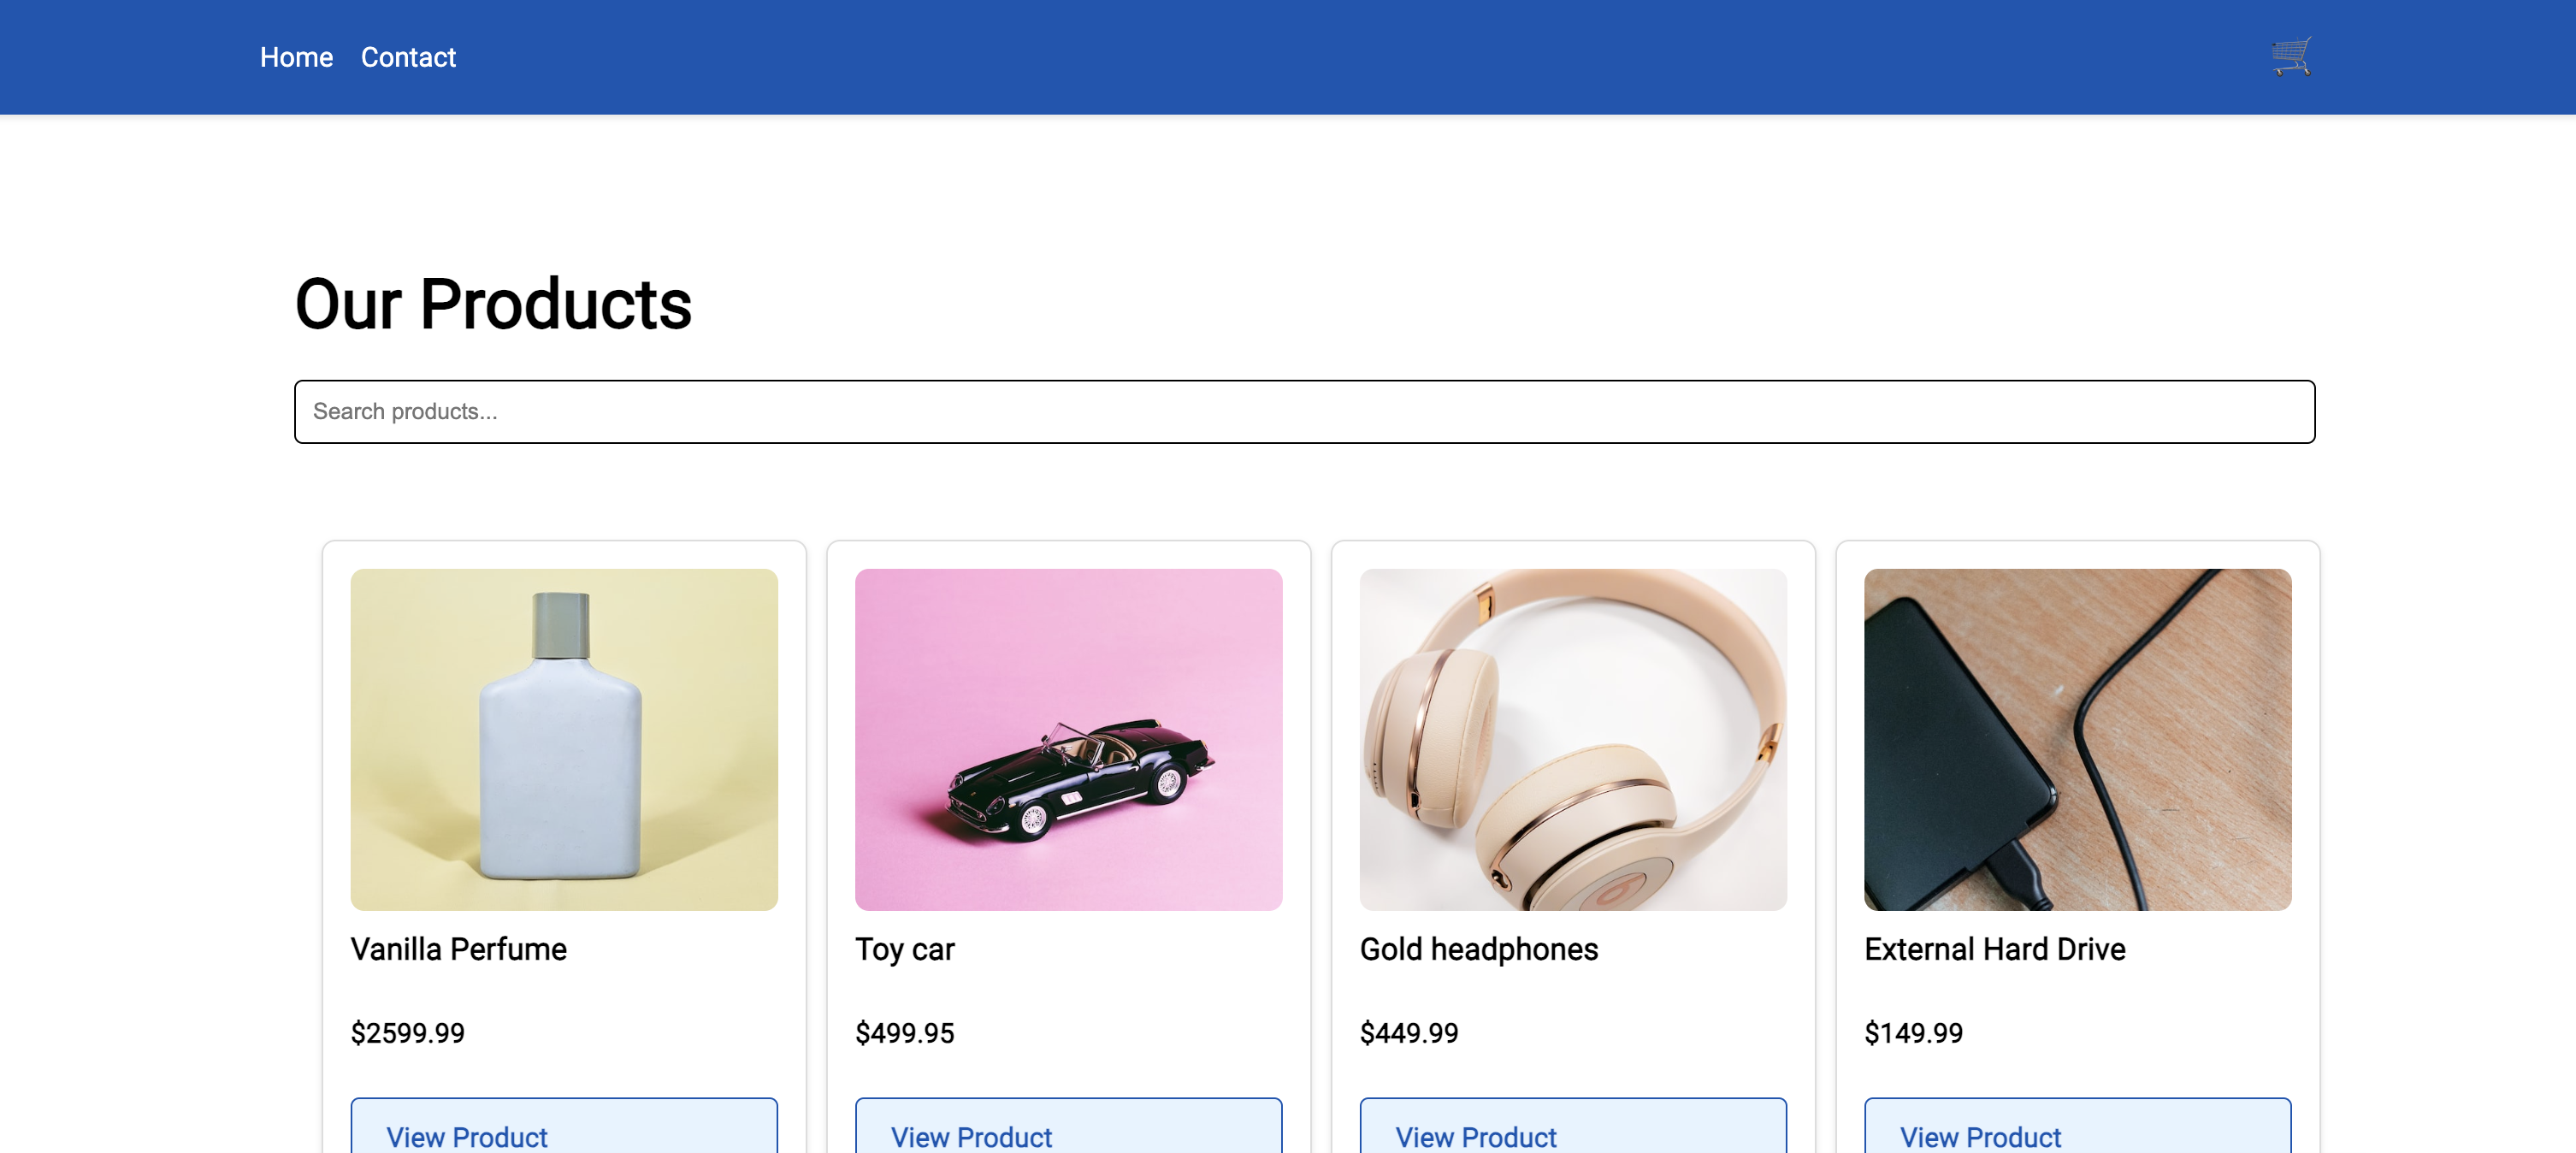 Home Contact
Our Products
Search products...
Vanilla Perfume
$2599.99
View Product
Toy car
$499.95
View Product
Gold headphones
$449.99
View Product
External Hard Drive
$149.99
View Product